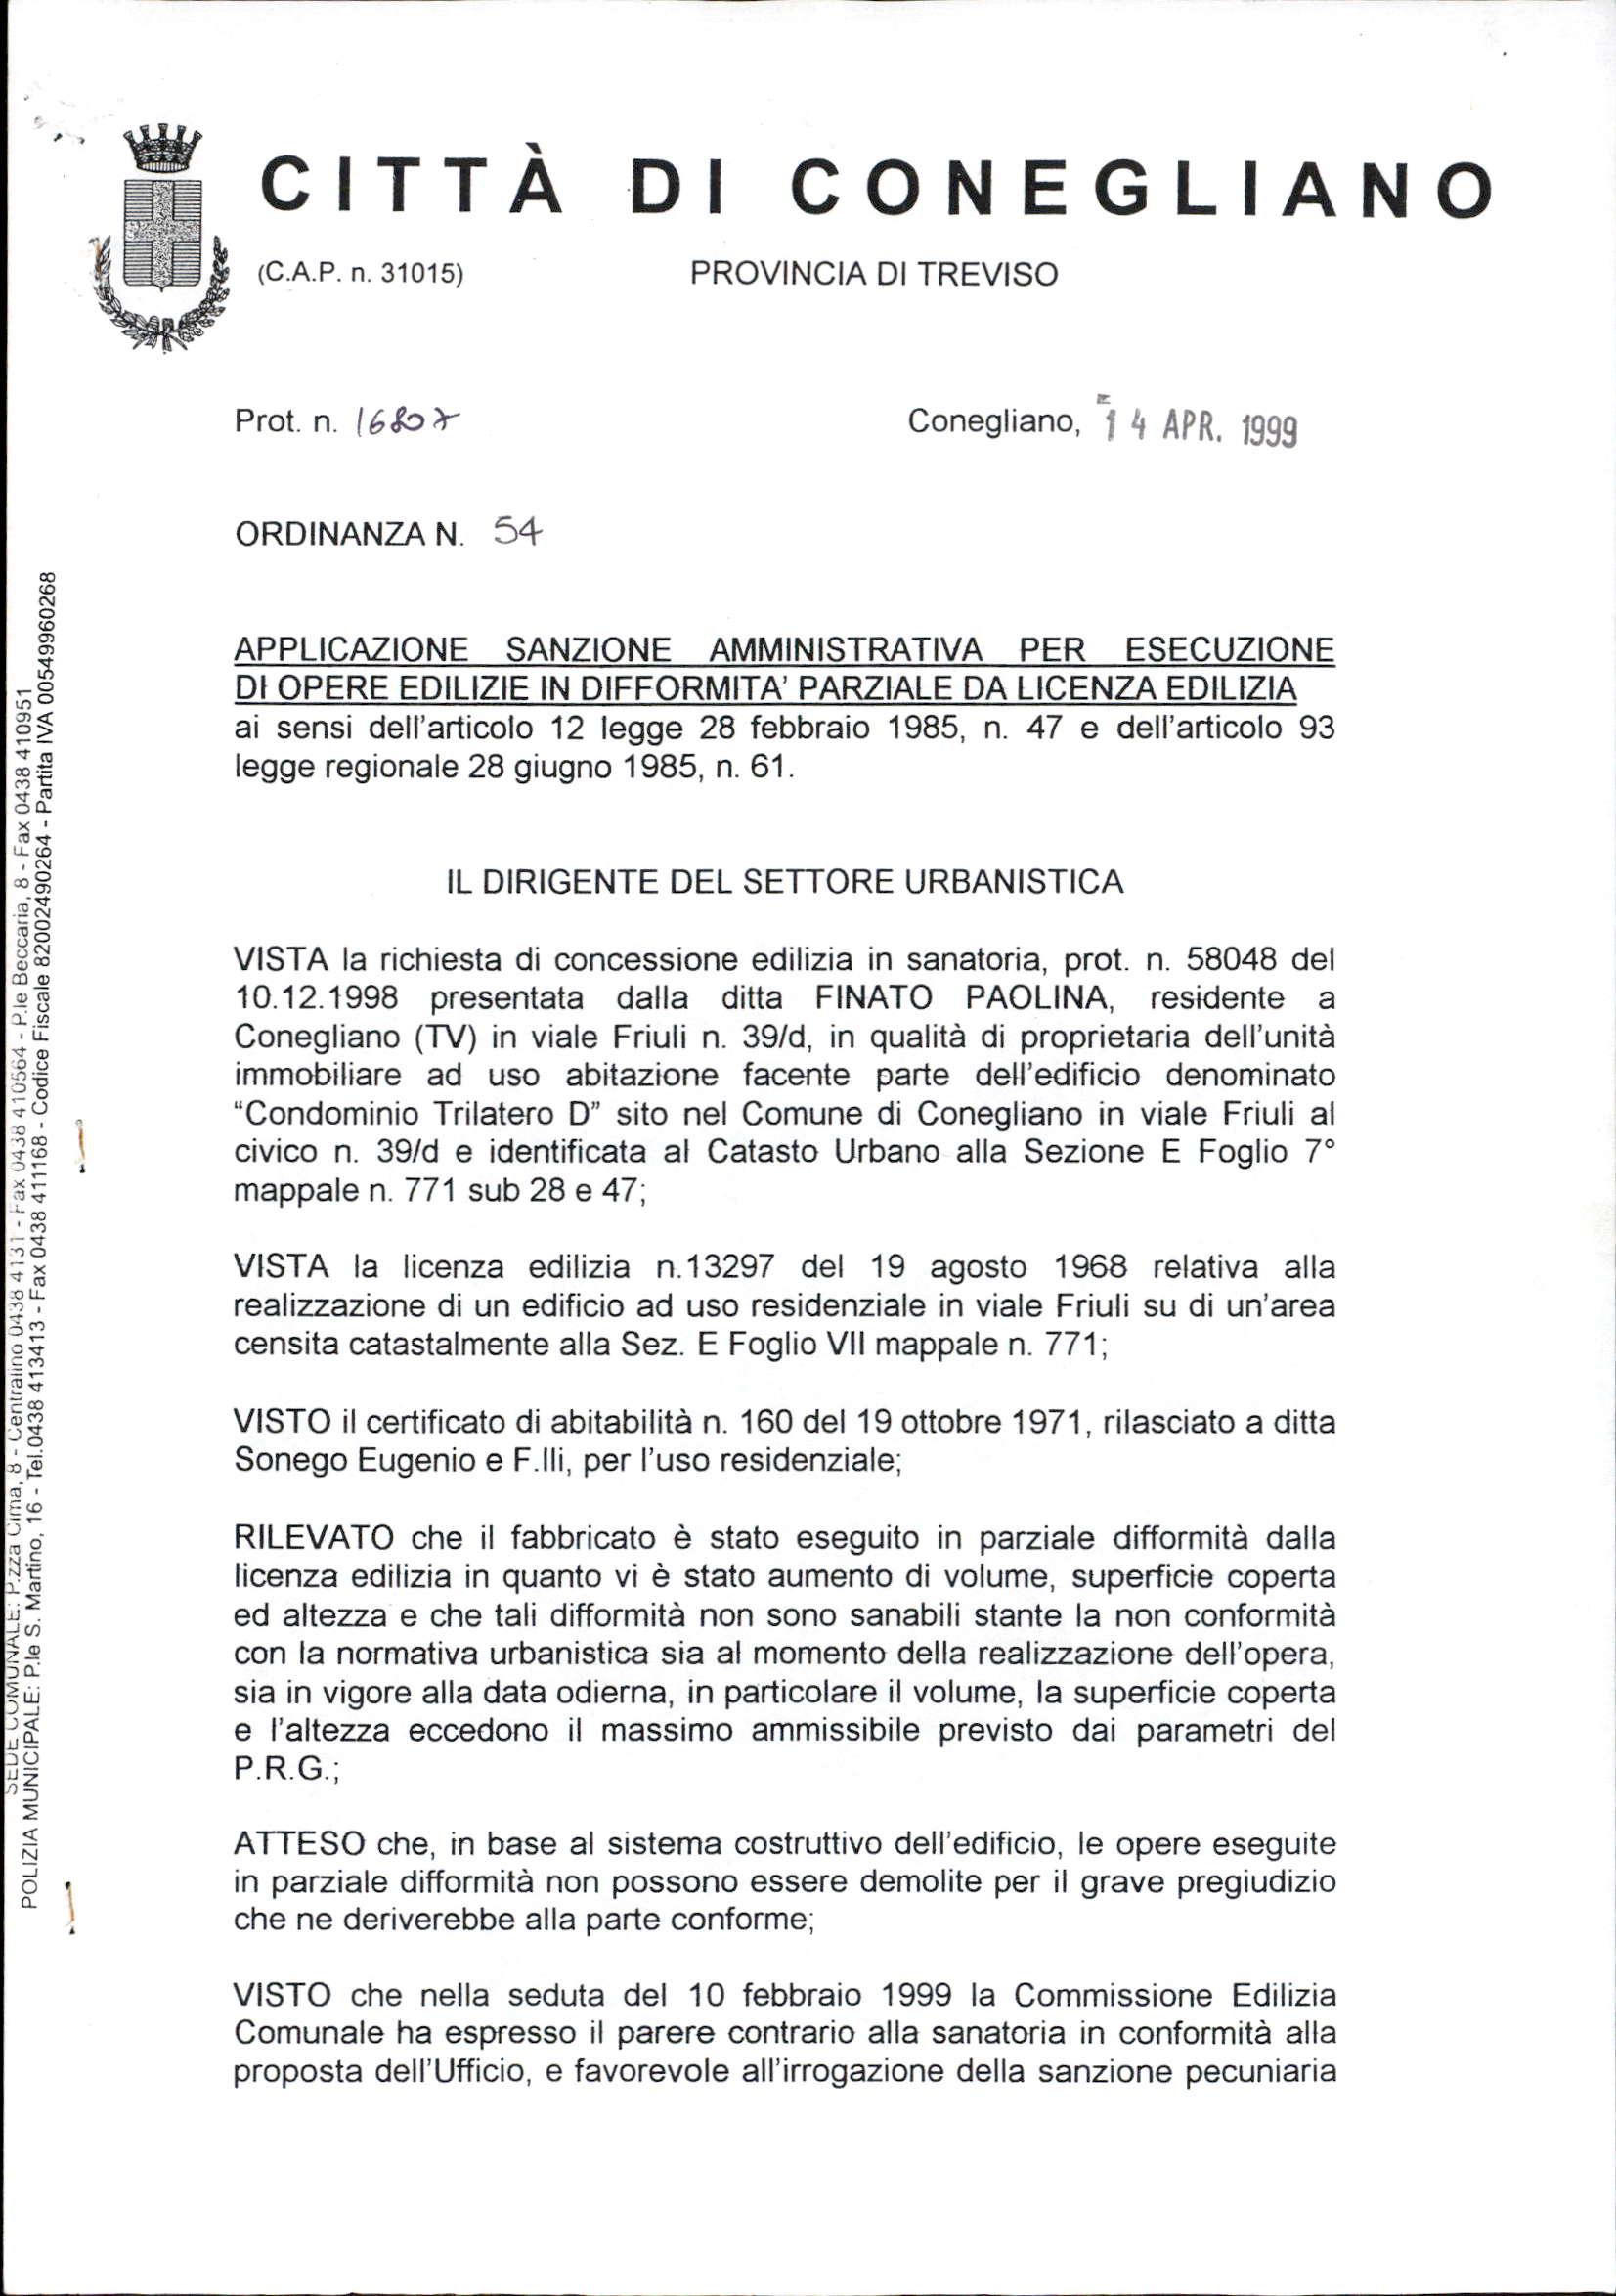 CITTÀ DI CONEGLIANO
(C.A.P. n. 31015)
PROVINCIA DI TREVISO
Prot. n. 16807
Conegliano, 14 APR. 1999
ORDINANZA N. 54
APPLICAZIONE SANZIONE AMMINISTRATIVA PER ESECUZIONE
DI OPERE EDILIZIE IN DIFFORMITA' PARZIALE DA LICENZA EDILIZIA
ai sensi dell'articolo 12 legge 28 febbraio 1985, n. 47 e dell'articolo 93
legge regionale 28 giugno 1985, n. 61.
IL DIRIGENTE DEL SETTORE URBANISTICA
VISTA la richiesta di concessione edilizia in sanatoria, prot. n. 58048 del
10.12.1998 presentata dalla ditta FINATO PAOLINA, residente a
Conegliano (TV) in viale Friuli n. 39/d, in qualità di proprietaria dell'unità
immobiliare ad uso abitazione facente parte dell'edificio denominato
“Condominio Trilatero D” sito nel Comune di Conegliano in viale Friuli al
civico n. 39/d e identificata al Catasto Urbano alla Sezione E Foglio 7°
mappale n. 771 sub 28 e 47;
VISTA la licenza edilizia n.13297 del 19 agosto 1968 relativa alla
realizzazione di un edificio ad uso residenziale in viale Friuli su di un'area
censita catastalmente alla Sez. E Foglio VII mappale n. 771;
VISTO il certificato di abitabilità n. 160 del 19 ottobre 1971, rilasciato a ditta
Sonego Eugenio e F.lli, per l'uso residenziale;
RILEVATO che il fabbricato è stato eseguito in parziale difformità dalla
licenza edilizia in quanto vi è stato aumento di volume, superficie coperta
ed altezza e che tali difformità non sono sanabili stante la non conformità
con la normativa urbanistica sia al momento della realizzazione dell'opera,
sia in vigore alla data odierna, in particolare il volume, la superficie coperta
e l'altezza eccedono il massimo ammissibile previsto dai parametri del
P.R.G.;
ATTESO che, in base al sistema costruttivo dell'edificio, le opere eseguite
in parziale difformità non possono essere demolite per il grave pregiudizio
che ne deriverebbe alla parte conforme;
VISTO che nella seduta del 10 febbraio 1999 la Commissione Edilizia
Comunale ha espresso il parere contrario alla sanatoria in conformità alla
proposta dell'Ufficio, e favorevole all'irrogazione della sanzione pecuniaria
SEDE COMUNALE: P.zza Cima, 8 - Centralino 0438 4131 - Fax 0438 410564 - P.le Beccaria, 8 - Fax 0438 410951
POLIZIA MUNICIPALE: P.le S. Martino, 16 - Tel.0438 413413 - Fax 0438 411168 - Codice Fiscale 82002490264 - Partita IVA 00549960268